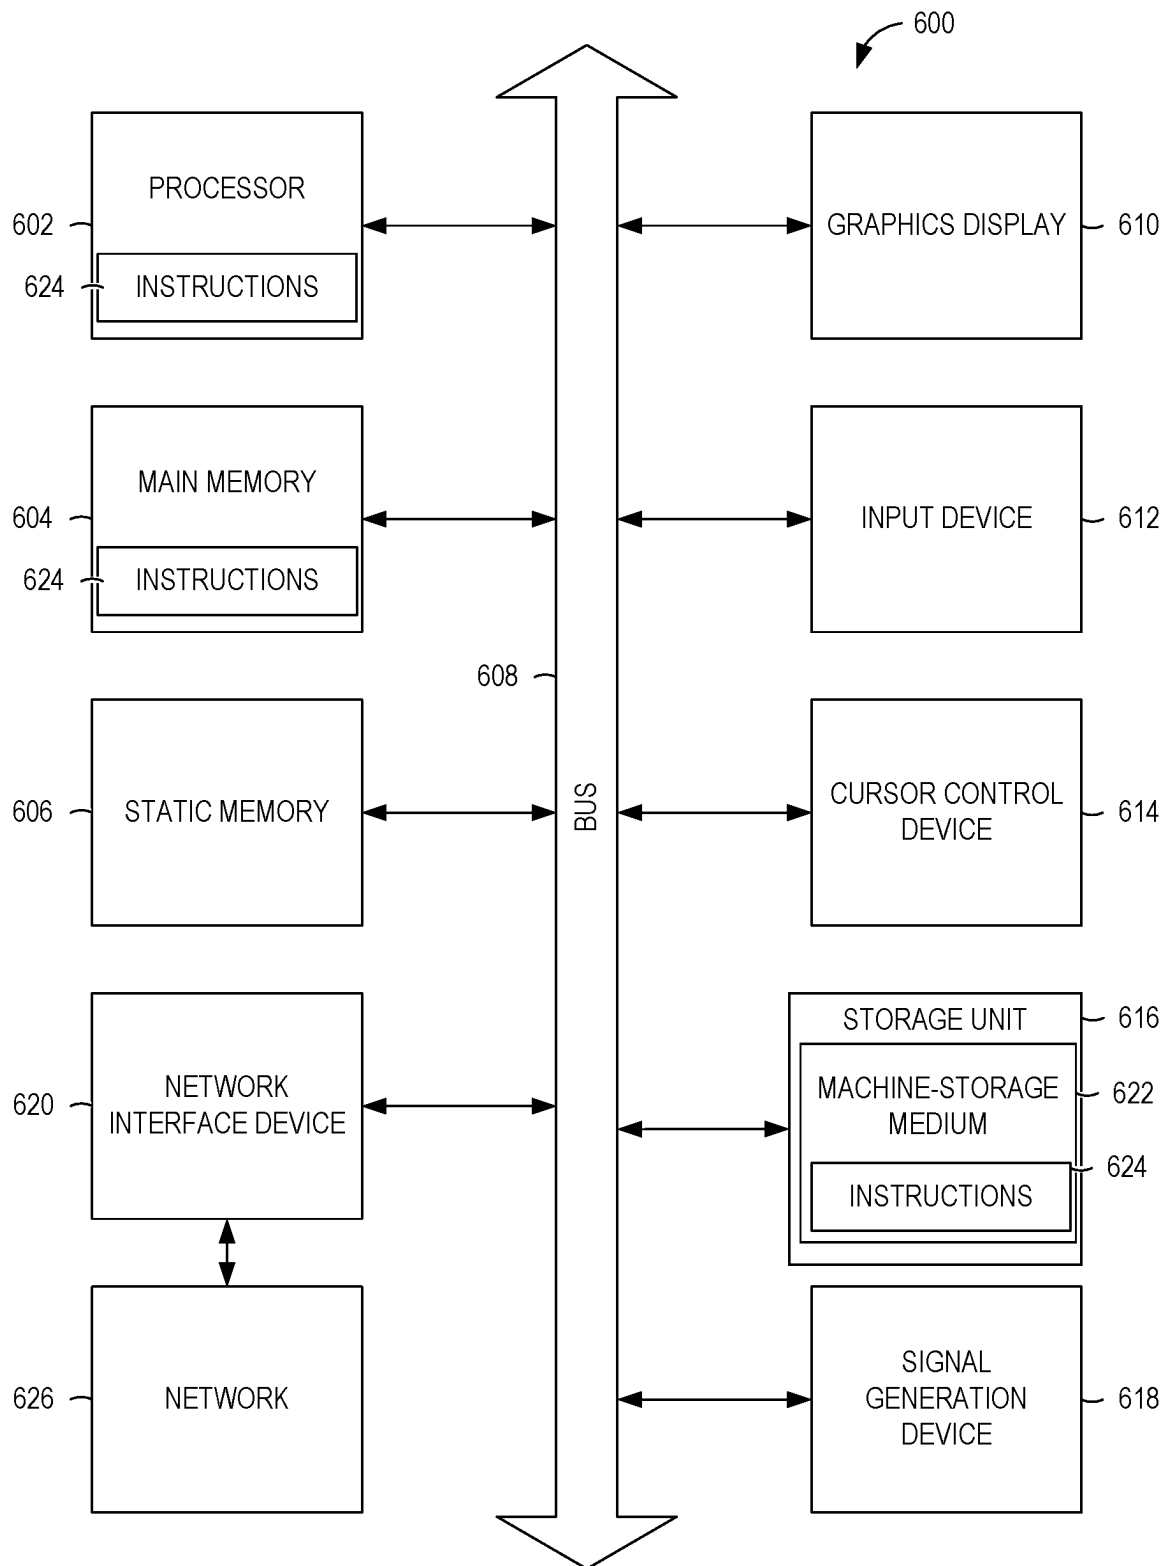 600
PROCESSOR
602
624
INSTRUCTIONS
GRAPHICS DISPLAY
610
MAIN MEMORY
604
624
INSTRUCTIONS
INPUT DEVICE
612
608
BUS
606
STATIC MEMORY
CURSOR CONTROL
DEVICE
614
620
NETWORK
INTERFACE DEVICE
STORAGE UNIT
616
MACHINE-STORAGE
MEDIUM
622
624
INSTRUCTIONS
626
NETWORK
SIGNAL
GENERATION
DEVICE
618